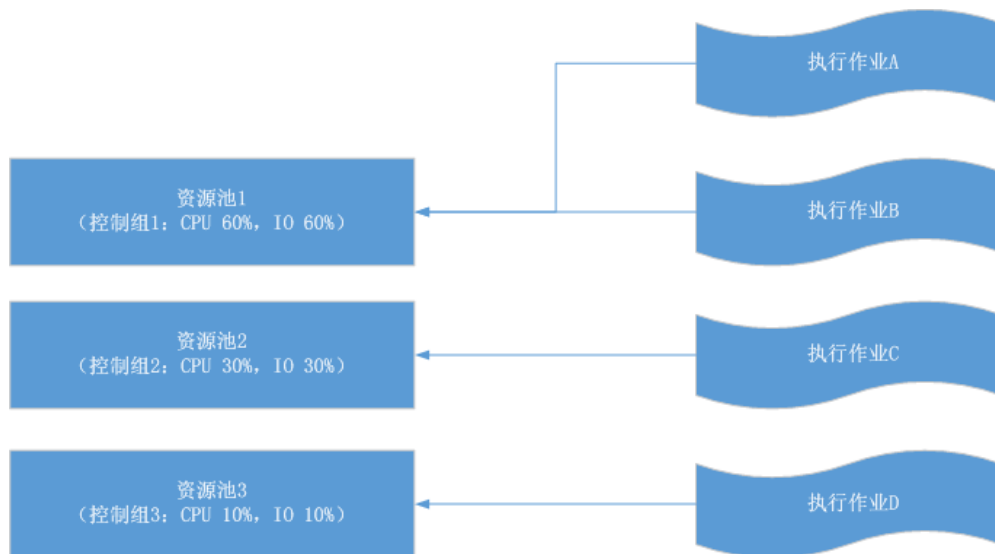 执行作业A
资源池1
(控制组1: CPU 60%, IO 60%)
执行作业B
资源池2
(控制组2: CPU 30%, IO 30%)
执行作业C
资源池3
(控制组3: CPU 10%, IO 10%)
执行作业D